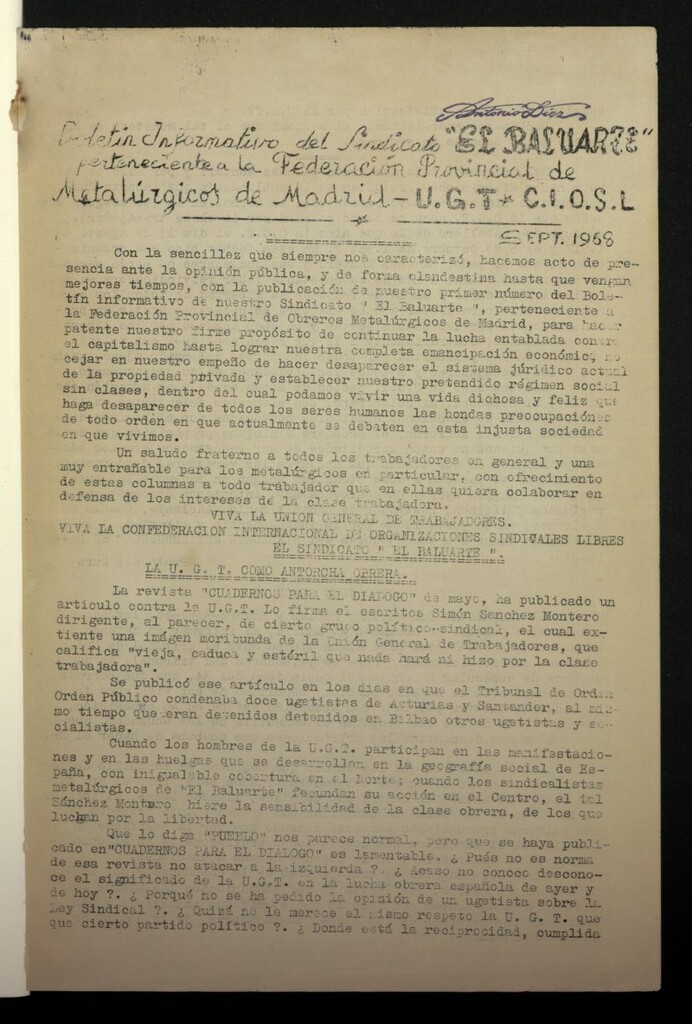 Antonio Díez
Boletín Informativo del Sindicato "EL BALUARTE"
perteneciente a la Federación Provincial de
Metalúrgicos de Madrid - U.G.T * C.I.O.S.L
SEPT. 1968
Con la sencillez que siempre nos caracterizó, hacemos acto de pre-
sencia ante la opinión pública, y de forma clandestina hasta que vengan
mejores tiempos, con la publicación de nuestro primer número del Bole-
tín informativo de nuestro Sindicato " El Baluarte ", perteneciente a
la Federación Provincial de Obreros Metalúrgicos de Madrid, para hacer
patente nuestro firme propósito de continuar la lucha entablada contra
el capitalismo hasta lograr nuestra completa emancipación económica, no
cejar en nuestro empeño de hacer desaparecer el sistema júridico actual
de la propiedad privada y establecer nuestro pretendido régimen social
sin clases, dentro del cual podamos vivir una vida dichosa y feliz que
haga desaparecer de todos los seres humanos las hondas preocupaciónes
de todo orden en que actualmente se debaten en esta injusta sociedad
en que vivimos.
Un saludo fraterno a todos los trabajadores en general y una
muy entrañable para los metalúrgicos en particular, con ofrecimiento
de estas columnas a todo trabajador que en ellas quiera colaborar en
defensa de los intereses de la clase trabajadora.
VIVA LA UNION GENERAL DE TRABAJADORES.
VIVA LA CONFEDERACION INTERNACIONAL DE ORGANIZACIONES SINDICALES LIBRES
EL SINDICATO " EL BALUARTE ".
LA U. G. T. COMO ANTORCHA OBRERA.
La revista "CUADERNOS PARA EL DIALOGO" de mayo, ha publicado un
articulo contra la U.G.T. Lo firma el escritos Simón Sanchez Montero
dirigente, al parecer, de cierto grupo político-sindical, el cual ex-
tiente una imágen moribunda de la Unión General de Trabajadores, que
califica "vieja, caduca y estéril que nada hará ni hizo por la clase
trabajadora".
Se publicó ese artículo en los dias en que el Tribunal de Orden
Orden Público condenaba doce ugetistas de Asturias y Santander, al mis-
mo tiempo que eran detenidos detenidos en Bilbao otros ugetistas y so-
cialistas.
Cuando los hombres de la U.G.T. participan en las manifestacio-
nes y en las huelgas que se desarrollan en la geografía social de Es-
paña, con inigualable cobertura en el Norte; cuando los sindicalistas
metalúrgicos de "El Baluarte" fecundan su acción en el Centro, el tal
Sánchez Montero hiere la sensibilidad de la clase obrera, de los que
luchan por la libertad.
Que lo diga "PUEBLO" nos parece normal, pero que se haya publi-
cado en"CUADERNOS PARA EL DIALOGO" es lamentable. ¿ Pués no es norma
de esa revista no atacar a la izquierda ?. ¿ Acaso no conoce descono-
ce el significado de la U.G.T. en la lucha obrera española de ayer y
de hoy ?. ¿ Porqué no se ha pedido la opinión de un ugetista sobre la
Ley Sindical ?. ¿ Quizá no le merece el mismo respeto la U. G. T. que
que cierto partido político ?. ¿ Donde está la reciprocidad, cumplida